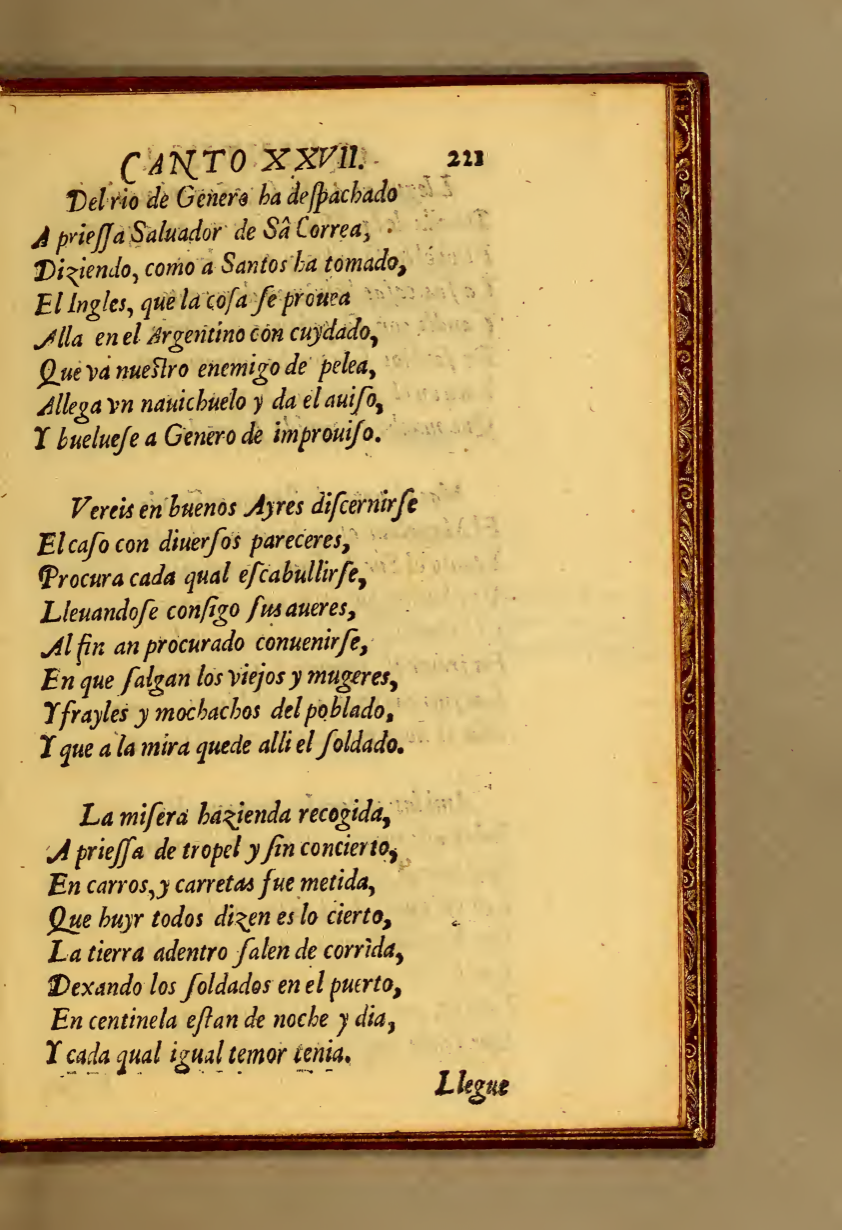 CANTO XXVII. 221
Del rio de Genero ha deſpachado
A prieſſa Saluador de Sâ Correa,
Diziendo, como a Santos ha tomado,
El Ingles, que la coſa ſe prouea
Alla en el Argentino con cuydado,
Que va nueſtro enemigo de pelea,
Allega vn nauichuelo y da el auiſo,
Y bueluеſe a Genero de improuiſo.
Vereis en buenos Ayres diſcernirſe
El caſo con diuerſos pareceres,
Procura cada qual eſcabullirſe,
Lleuandoſe conſigo ſus aueres,
Al fin an procurado conuenirſe,
En que ſalgan los viejos y mugeres,
Y frayles y mochachos del poblado,
Y que a la mira quede alli el ſoldado.
La miſera hazienda recogida,
A prieſſa de tropel y ſin concierto,
En carros, y carretas fue metida,
Que huyr todos dizen es lo cierto,
La tierra adentro ſalen de corrida,
Dexando los ſoldados en el puerto,
En centinela eſtan de noche y dia,
Y cada qual igual temor tenia.
Llegue